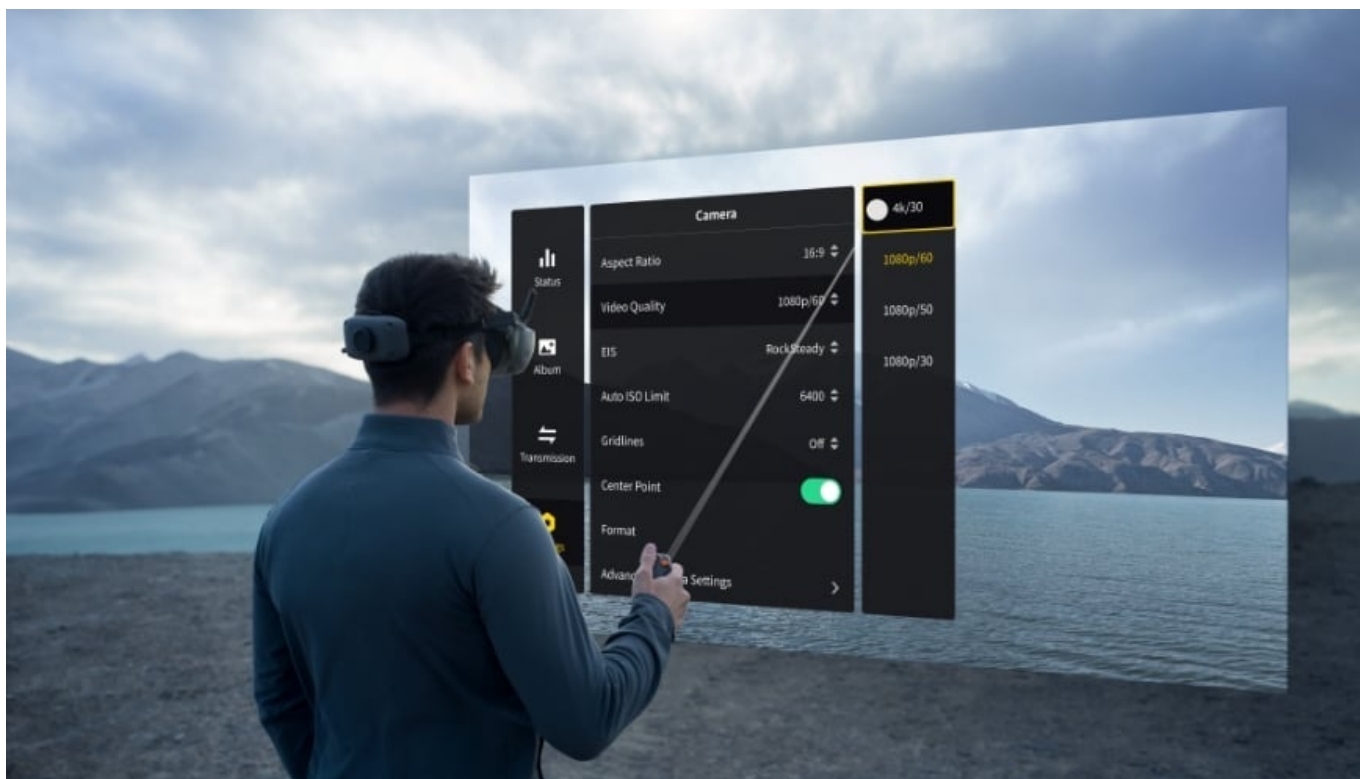 Camera
4k/30
Status
Aspect Ratio 16:9
1080p/60
Video Quality 1080p/60
1080p/50
EIS RockSteady
Album
1080p/30
Auto ISO Limit 6400
Gridlines Off
Transmission
Center Point
Format
Settings